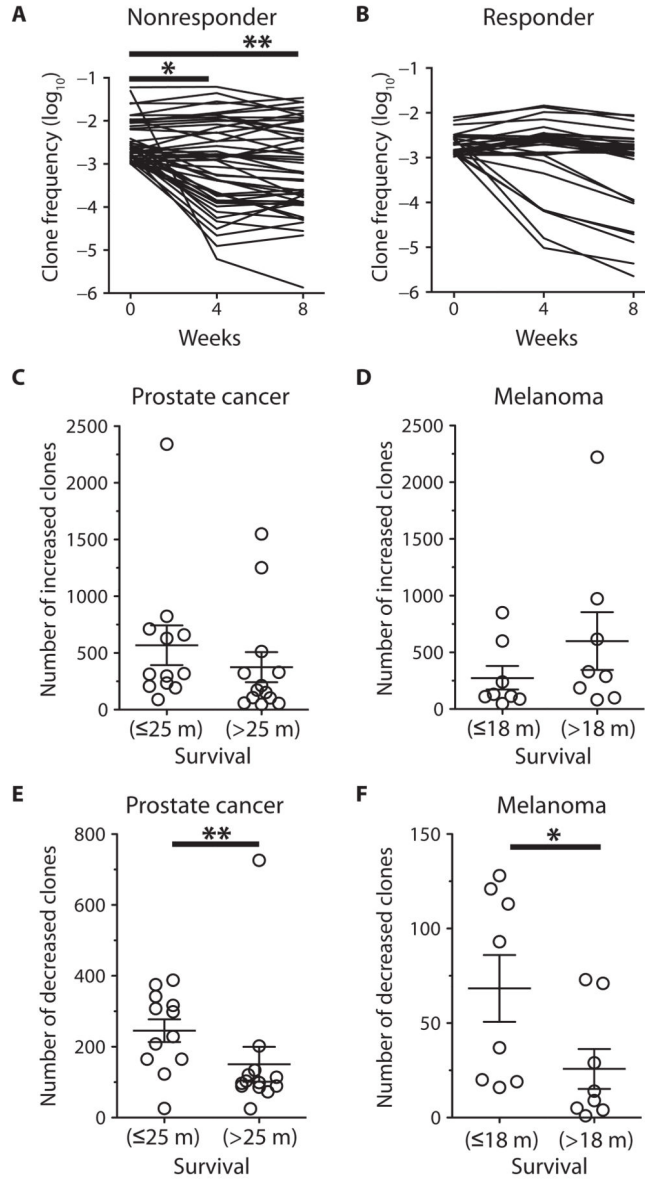 A
Nonresponder
**
*
Clone frequency (log10)
−1
−2
−3
−4
−5
−6
0
4
8
Weeks
B
Responder
Clone frequency (log10)
−1
−2
−3
−4
−5
−6
0
4
8
Weeks
C
Prostate cancer
Number of increased clones
2500
2000
1500
1000
500
0
(≤25 m)
(>25 m)
Survival
D
Melanoma
Number of increased clones
2500
2000
1500
1000
500
0
(≤18 m)
(>18 m)
Survival
E
Prostate cancer
**
Number of decreased clones
800
600
400
200
0
(≤25 m)
(>25 m)
Survival
F
Melanoma
*
Number of decreased clones
150
100
50
0
(≤18 m)
(>18 m)
Survival